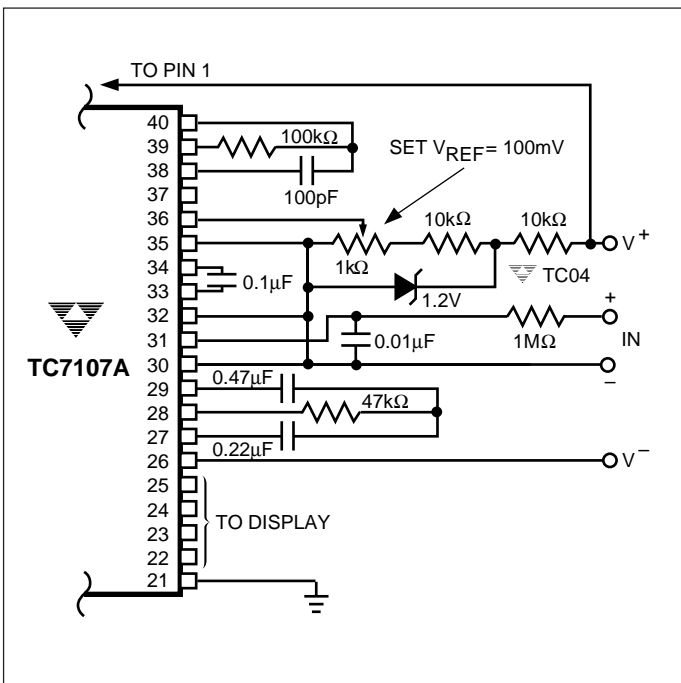 TO PIN 1
40
39
38
37
36
35
34
33
32
31
30
29
28
27
26
25
24
23
22
21
TC7107A
100kΩ
100pF
SET VREF = 100mV
1kΩ
10kΩ
10kΩ
V+
TC04
1.2V
0.1µF
0.01µF
1MΩ
+
IN
–
0.47µF
47kΩ
0.22µF
V–
TO DISPLAY